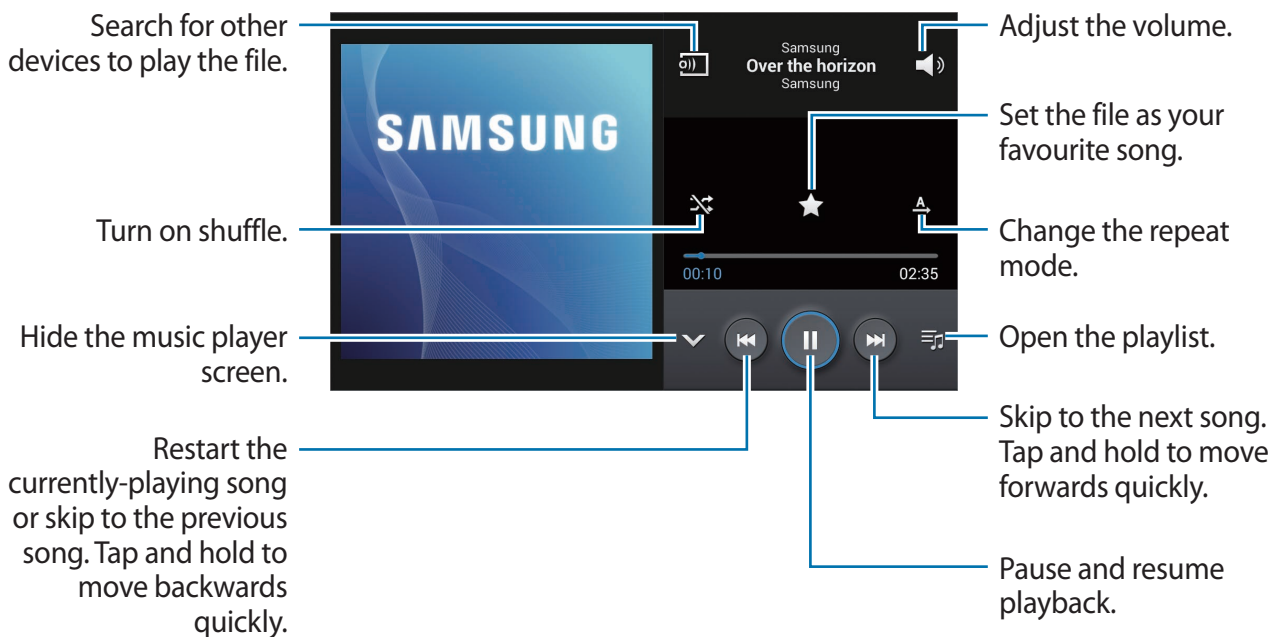 Search for other
devices to play the file.
Turn on shuffle.
Hide the music player
screen.
Restart the
currently-playing song
or skip to the previous
song. Tap and hold to
move backwards
quickly.
SAMSUNG
Samsung
Over the horizon
Samsung
A
00:10
02:35
Adjust the volume.
Set the file as your
favourite song.
Change the repeat
mode.
Open the playlist.
Skip to the next song.
Tap and hold to move
forwards quickly.
Pause and resume
playback.